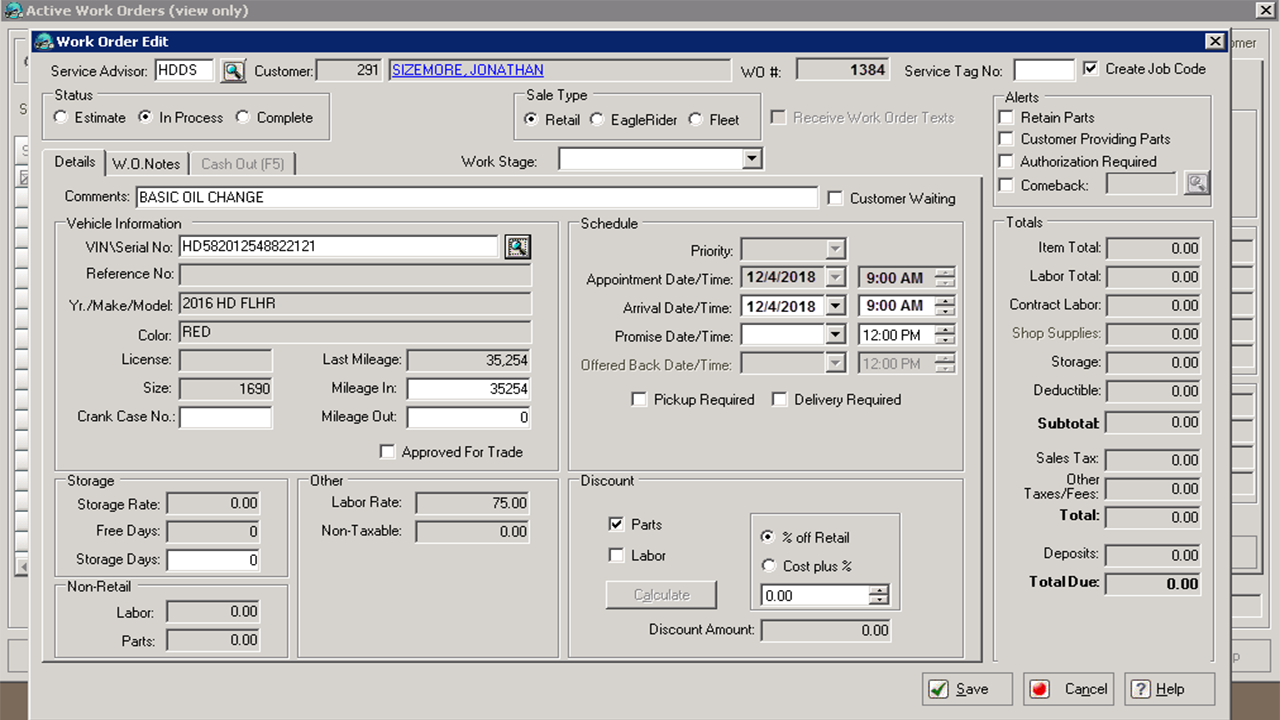 Active Work Orders (view only)
Work Order Edit
Service Advisor: HDDS Customer: 291 SIZEMORE, JONATHAN WO #: 1384 Service Tag No: Create Job Code
Status
Estimate In Process Complete
Sale Type
Retail EagleRider Fleet
Receive Work Order Texts
Alerts
Retain Parts
Customer Providing Parts
Authorization Required
Comeback:
Details W.O.Notes Cash Out (F5)
Work Stage:
Comments: BASIC OIL CHANGE Customer Waiting
Vehicle Information
VIN\Serial No: HD582012548822121
Reference No:
Yr./Make/Model: 2016 HD FLHR
Color: RED
License: Last Mileage: 35,254
Size: 1690 Mileage In: 35254
Crank Case No.: Mileage Out: 0
Approved For Trade
Schedule
Priority:
Appointment Date/Time: 12/4/2018 9:00 AM
Arrival Date/Time: 12/4/2018 9:00 AM
Promise Date/Time: 12:00 PM
Offered Back Date/Time: 12:00 PM
Pickup Required Delivery Required
Totals
Item Total: 0.00
Labor Total: 0.00
Contract Labor: 0.00
Shop Supplies: 0.00
Storage: 0.00
Deductible: 0.00
Subtotal: 0.00
Sales Tax: 0.00
Other
Taxes/Fees: 0.00
Total: 0.00
Deposits: 0.00
Total Due: 0.00
Storage
Storage Rate: 0.00
Free Days: 0
Storage Days: 0
Non-Retail
Labor: 0.00
Parts: 0.00
Other
Labor Rate: 75.00
Non-Taxable: 0.00
Discount
Parts
Labor
Calculate
% off Retail
Cost plus %
0.00
Discount Amount: 0.00
Save Cancel Help